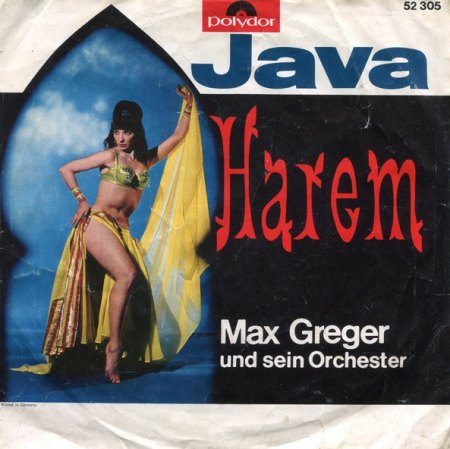 polydor
52 305
Java
Harem
Max Greger
und sein Orchester
Printed in Germany